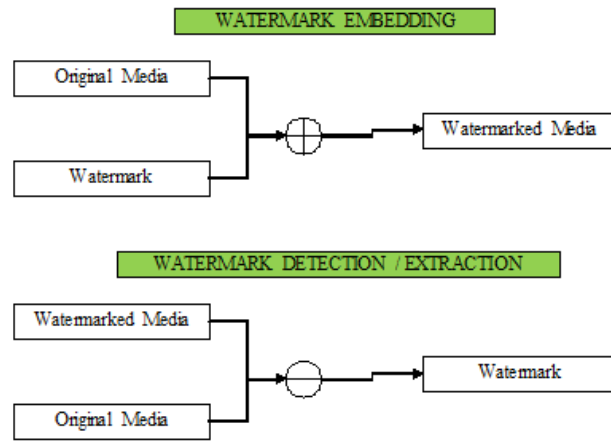 WATERMARK EMBEDDING
Original Media
Watermarked Media
Watermark
WATERMARK DETECTION / EXTRACTION
Watermarked Media
Watermark
Original Media